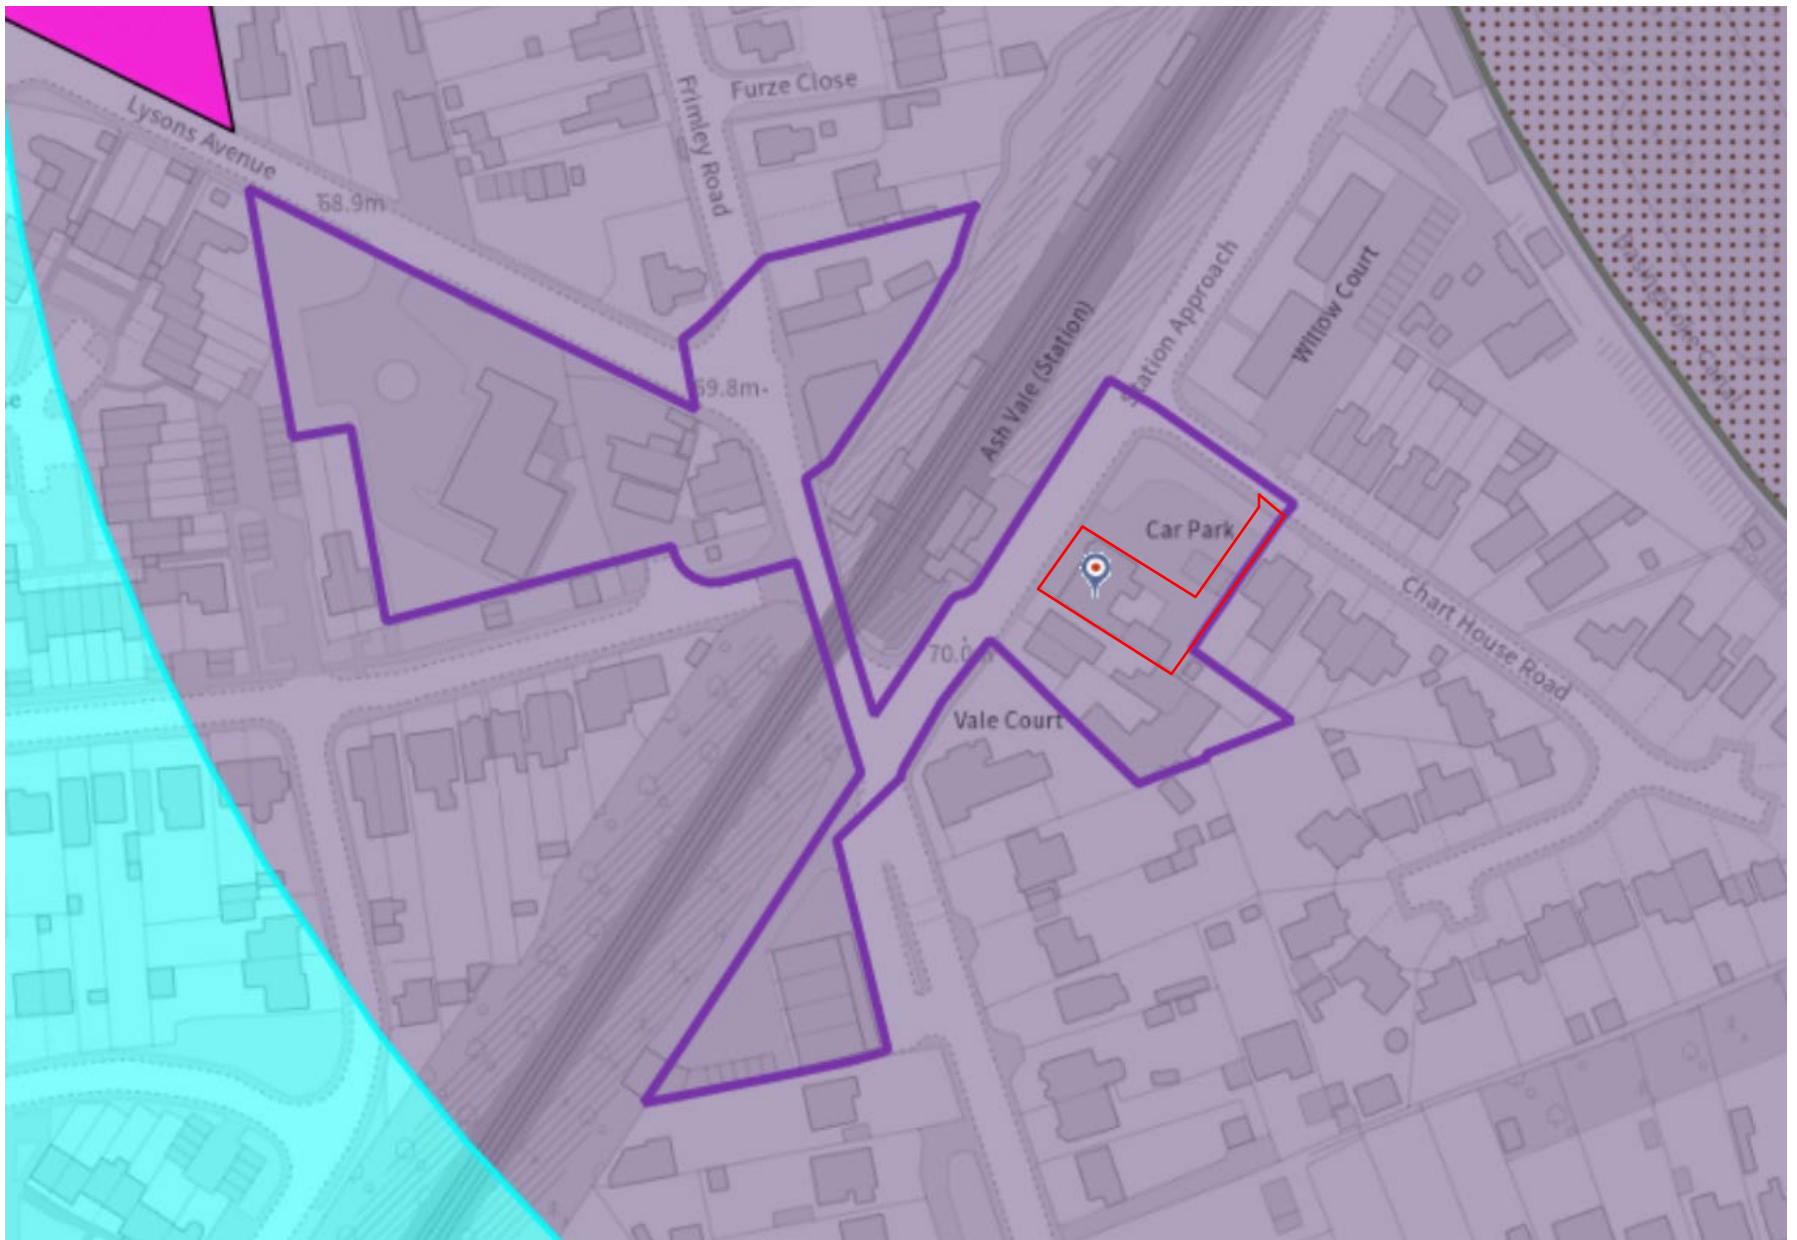 Furze Close
Frimley Road
Lysons Avenue
68.9m
Station Approach
Willow Court
Ash Vale (Station)
69.8m
Car Park
Chart House Road
70.0m
Vale Court